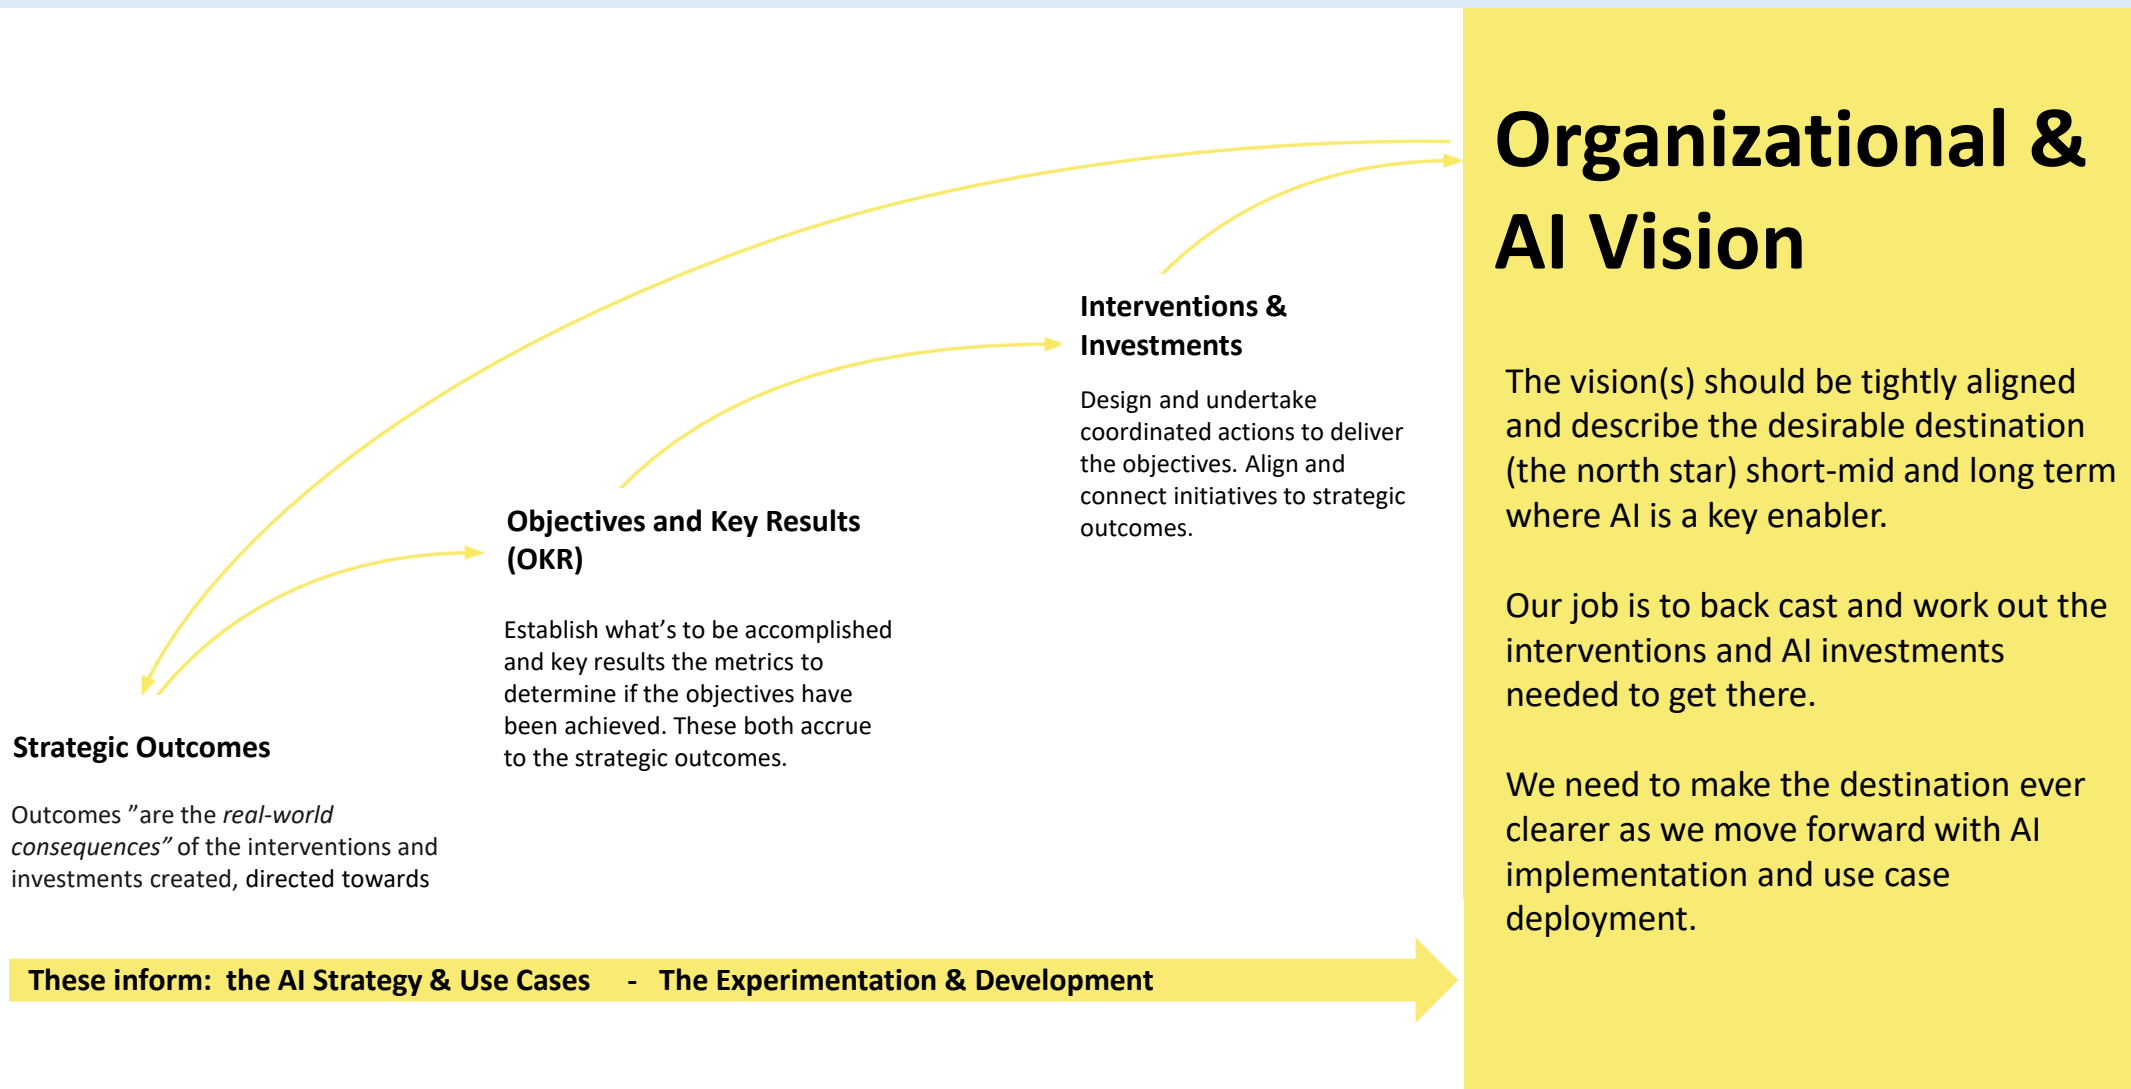 Organizational &
AI Vision
The vision(s) should be tightly aligned
and describe the desirable destination
(the north star) short-mid and long term
where AI is a key enabler.
Our job is to back cast and work out the
interventions and AI investments
needed to get there.
We need to make the destination ever
clearer as we move forward with AI
implementation and use case
deployment.
Interventions &
Investments
Design and undertake
coordinated actions to deliver
the objectives. Align and
connect initiatives to strategic
outcomes.
Objectives and Key Results
(OKR)
Establish what’s to be accomplished
and key results the metrics to
determine if the objectives have
been achieved. These both accrue
to the strategic outcomes.
Strategic Outcomes
Outcomes ”are the real-world
consequences” of the interventions and
investments created, directed towards
These inform:  the AI Strategy & Use Cases    -   The Experimentation & Development